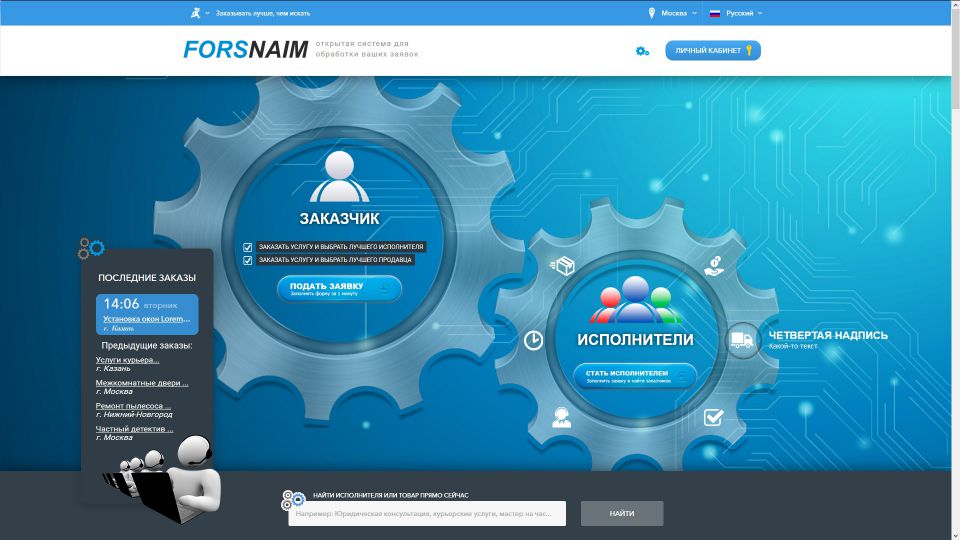 Заказывать лучше, чем искать
Москва
Русский
FORSNAIM
открытая система для
обработки ваших заявок
ЛИЧНЫЙ КАБИНЕТ
ЗАКАЗЧИК
ЗАКАЗАТЬ УСЛУГУ И ВЫБРАТЬ ЛУЧШЕГО ИСПОЛНИТЕЛЯ
ЗАКАЗАТЬ УСЛУГУ И ВЫБРАТЬ ЛУЧШЕГО ПРОДАВЦА
ПОДАТЬ ЗАЯВКУ
Заполнить форму за 1 минуту
ПОСЛЕДНИЕ ЗАКАЗЫ
14:06 вторник
Установка окон Lorem...
г. Казань
Предыдущие заказы:
Услуги курьера...
г. Казань
Межкомнатные двери ...
г. Москва
Ремонт пылесоса ...
г. Нижний-Новгород
Частный детектив ...
г. Москва
ИСПОЛНИТЕЛИ
СТАТЬ ИСПОЛНИТЕЛЕМ
Заполнить заявку и найти заказчиков
ЧЕТВЕРТАЯ НАДПИСЬ
Какой-то текст
НАЙТИ ИСПОЛНИТЕЛЯ ИЛИ ТОВАР ПРЯМО СЕЙЧАС
Например: Юридическая консультация, курьерские услуги, мастер на час...
НАЙТИ